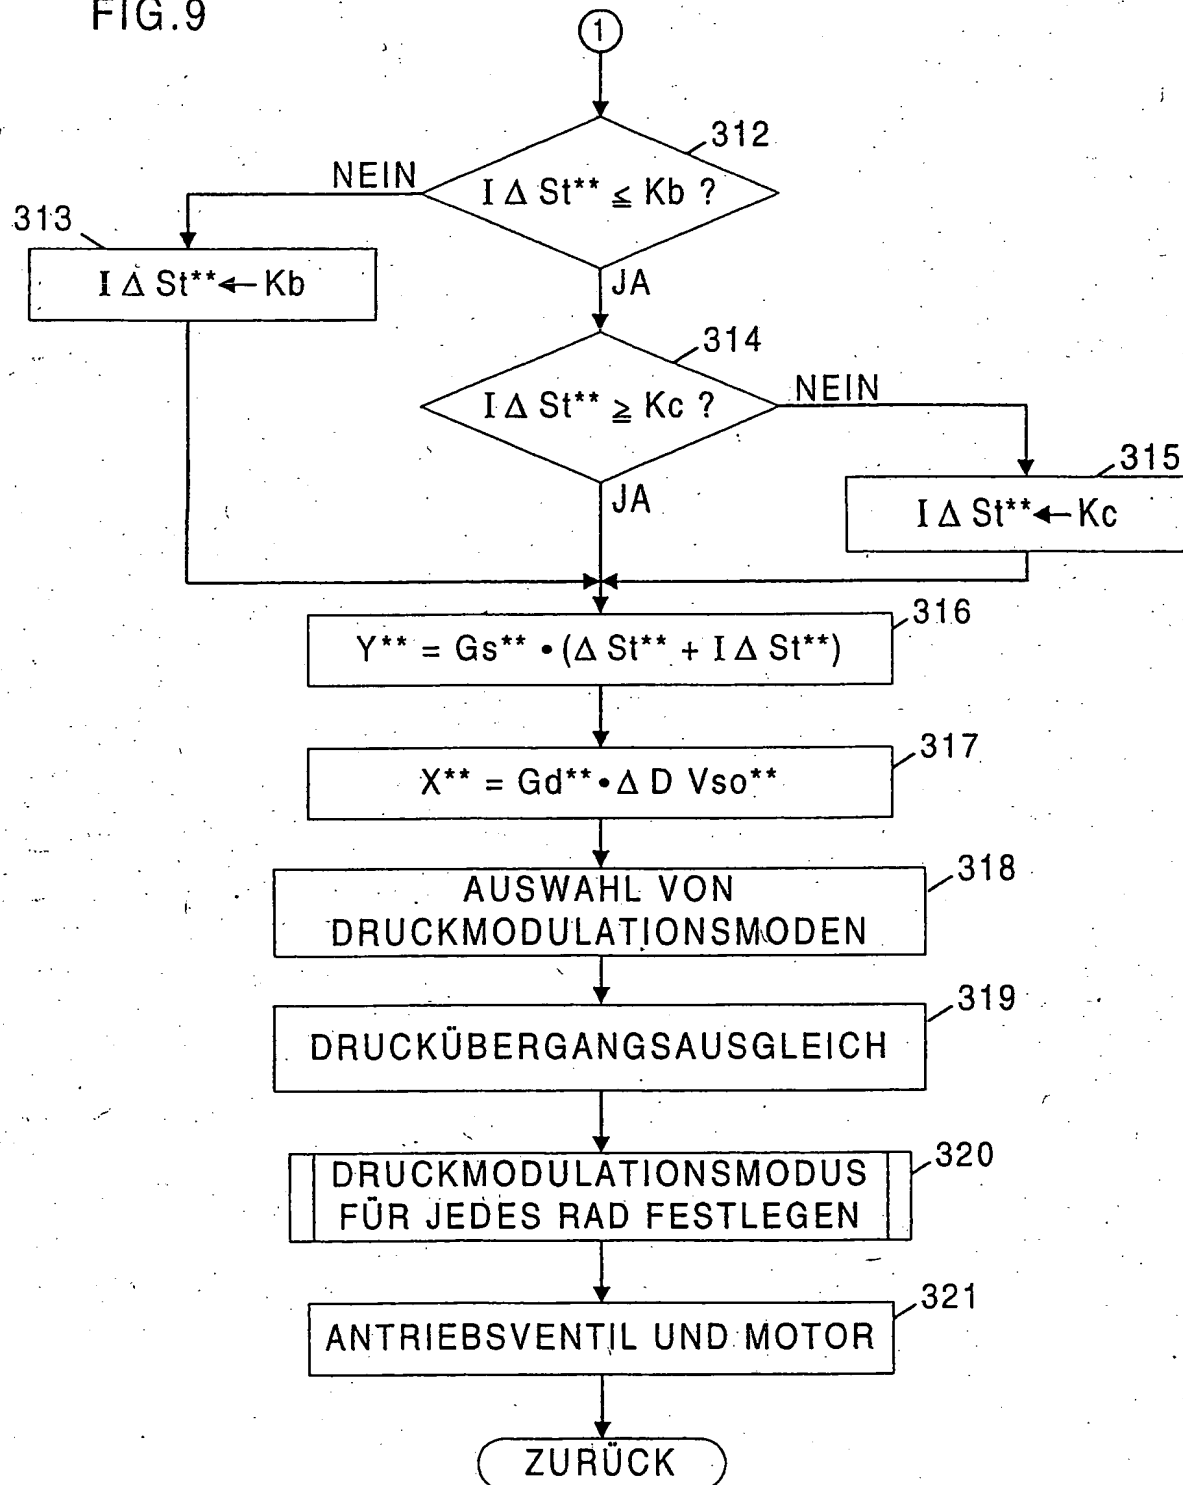 FIG.9
1
312
NEIN
I Δ St** ≦ Kb ?
313
I Δ St** ← Kb
JA
314
NEIN
I Δ St** ≧ Kc ?
315
JA
I Δ St** ← Kc
316
Y** = Gs** • (Δ St** + I Δ St**)
317
X** = Gd** • Δ D Vso**
318
AUSWAHL VON
DRUCKMODULATIONSMODEN
319
DRUCKÜBERGANGSAUSGLEICH
320
DRUCKMODULATIONSMODUS
FÜR JEDES RAD FESTLEGEN
321
ANTRIEBSVENTIL UND MOTOR
ZURÜCK